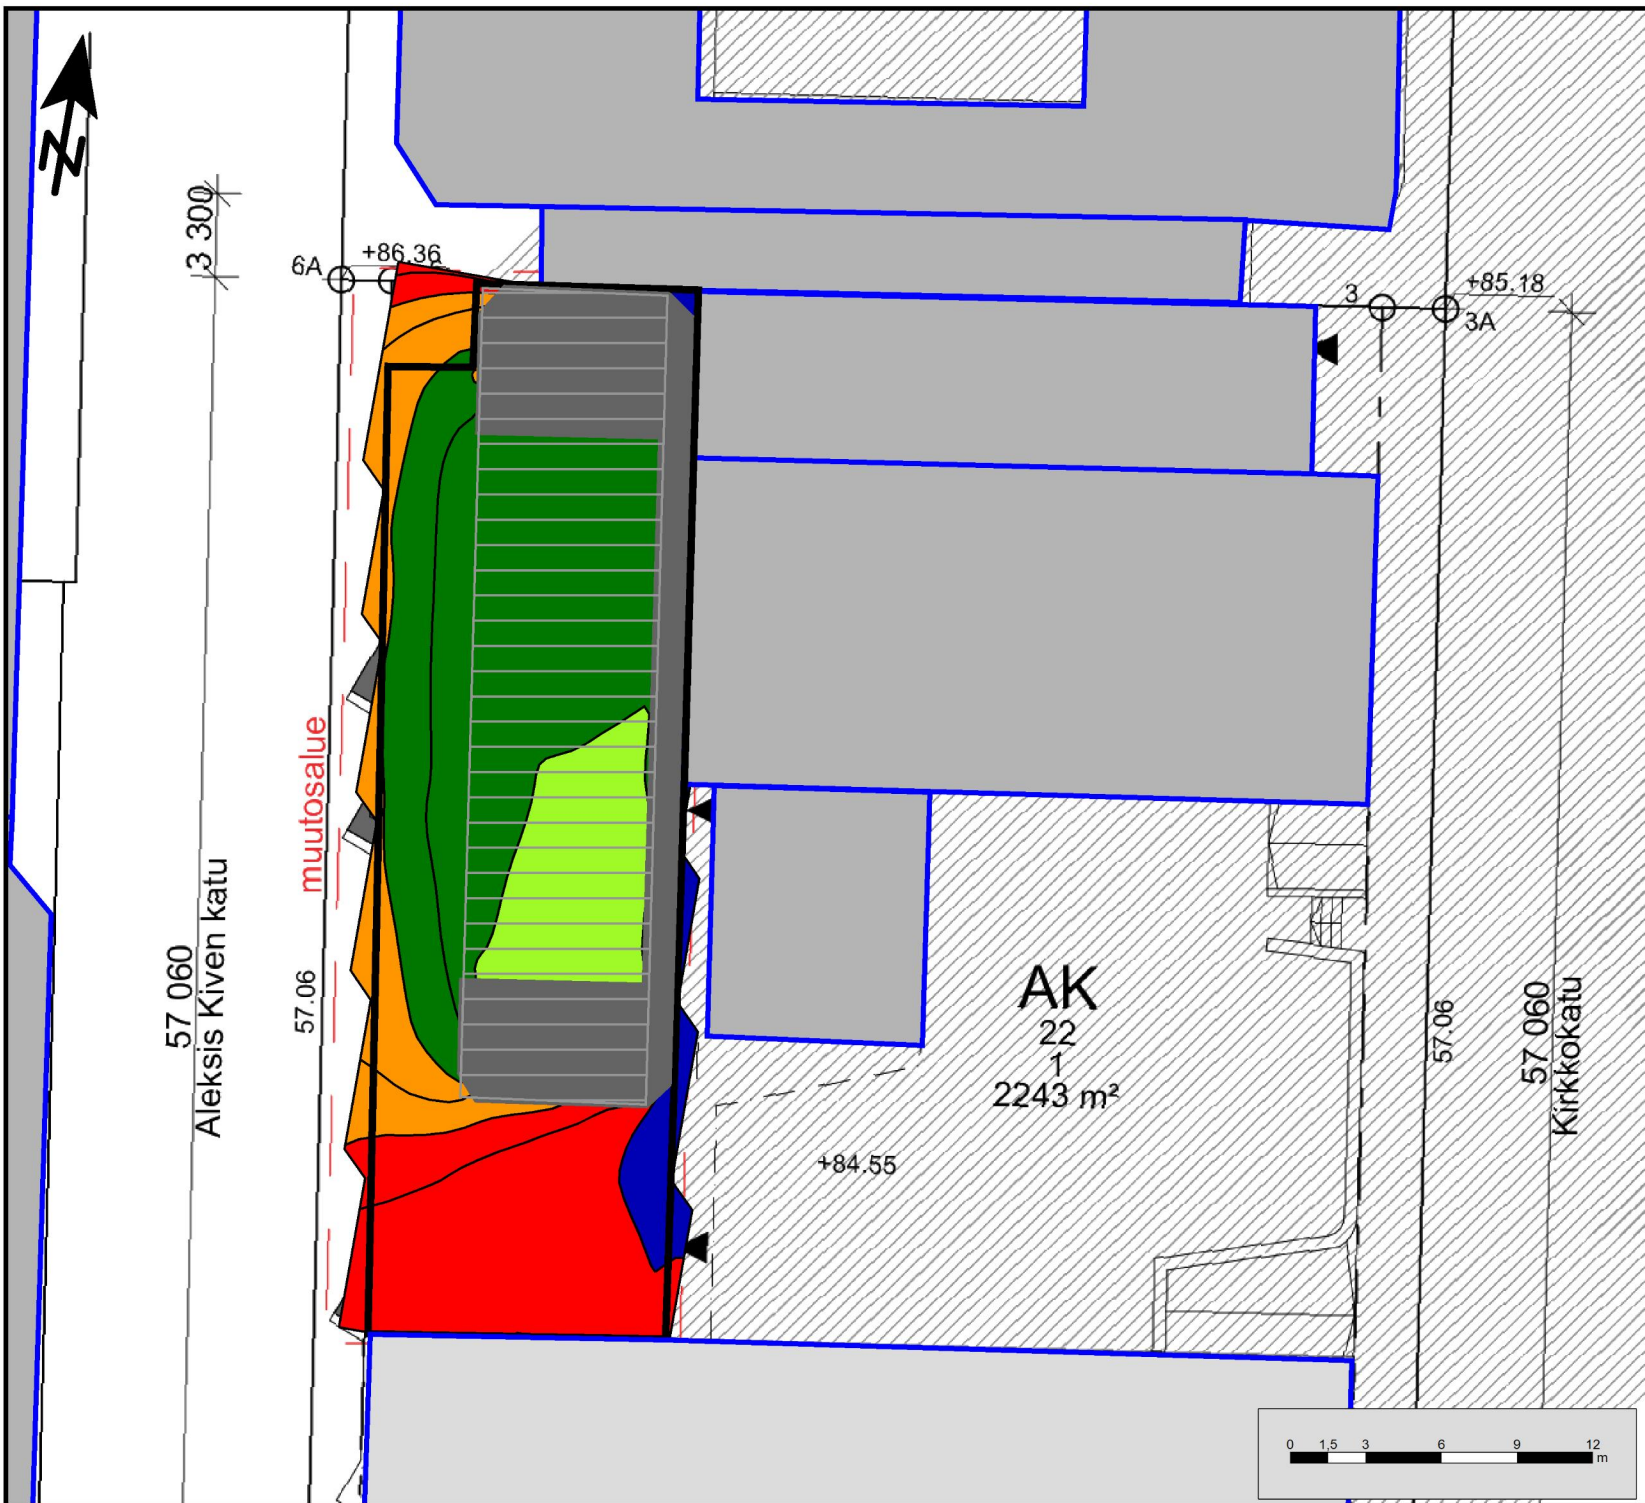 N
3 300
6A
+86.36
+85.18
3
3A
muutosalue
57 060
Aleksis Kiven katu
57.06
AK
22
1
2243 m²
+84.55
57.06
57 060
Kirkkokatu
0 1,5 3 6 9 12
m